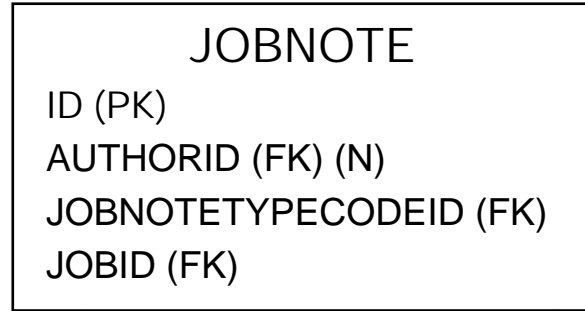 JOBNOTE
ID (PK)
AUTHORID (FK) (N)
JOBNOTETYPECODEID (FK)
JOBID (FK)